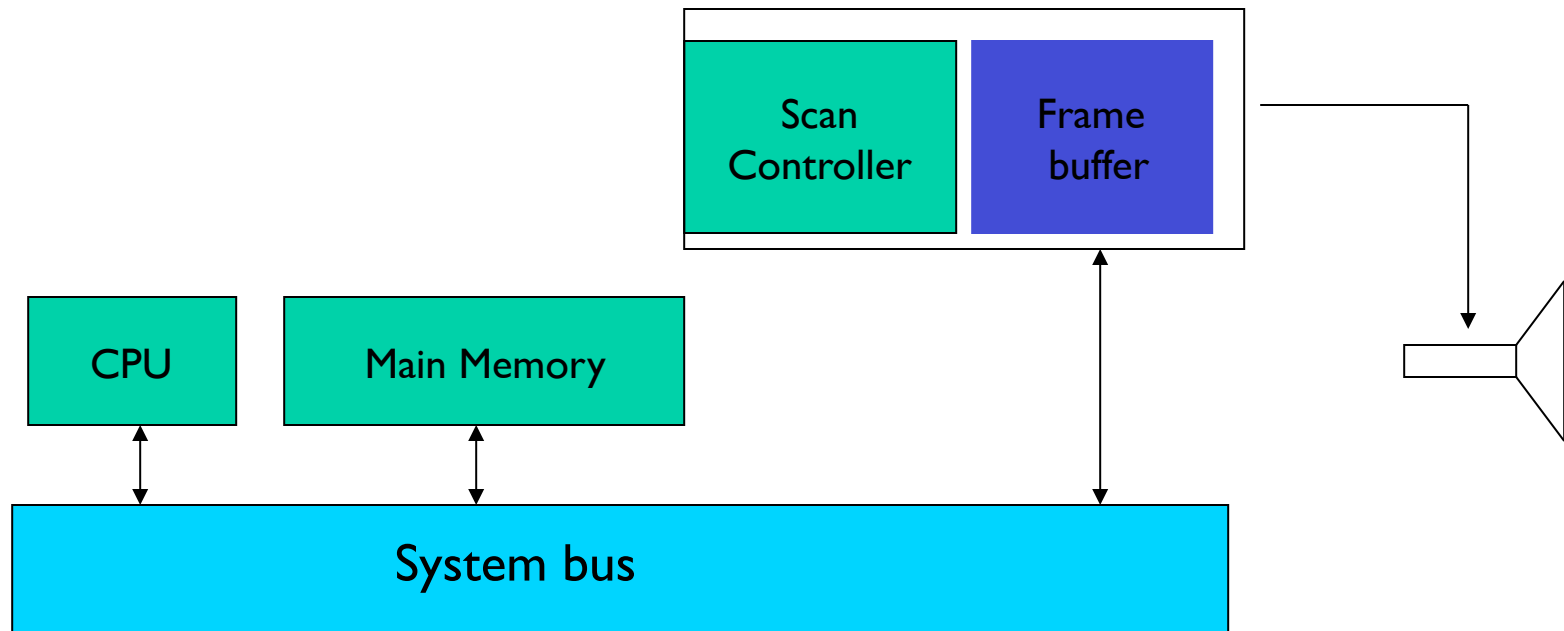 Scan
Controller
Frame
buffer
CPU
Main Memory
System bus